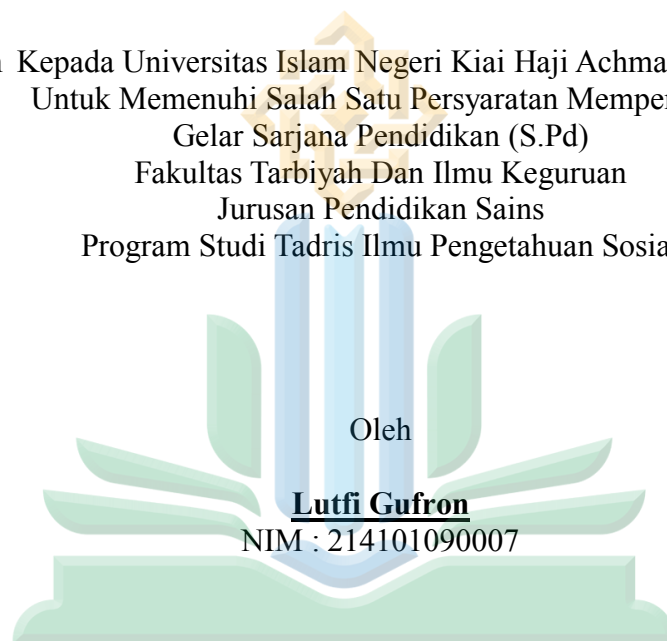 Kepada Universitas Islam Negeri Kiai Haji Achma
Untuk Memenuhi Salah Satu Persyaratan Memper
Gelar Sarjana Pendidikan (S.Pd)
Fakultas Tarbiyah Dan Ilmu Keguruan
Jurusan Pendidikan Sains
Program Studi Tadris Ilmu Pengetahuan Sosia
Oleh
Lutfi Gufron
NIM : 214101090007